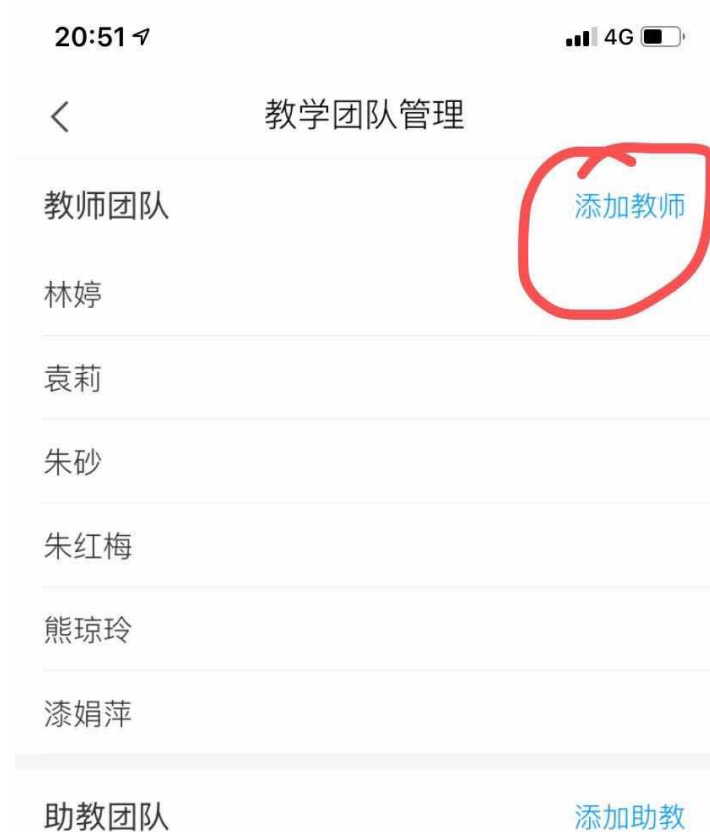 20:51 4G
教学团队管理
教师团队 添加教师
林婷
袁莉
朱砂
朱红梅
熊琼玲
漆娟萍
助教团队 添加助教